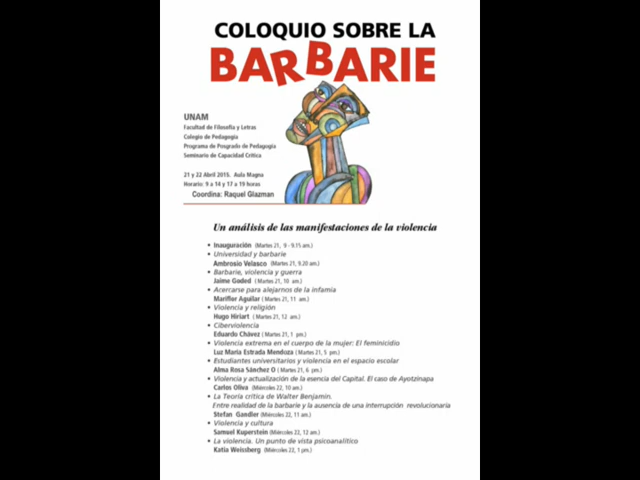 COLOQUIO SOBRE LA
BARBARIE
UNAM
Facultad de Filosofía y Letras
Colegio de Pedagogía
Programa de Posgrado de Pedagogía
Seminario de Capacidad Crítica
21 y 22 Abril 2015. Aula Magna
Horario: 9 a 14 y 17 a 19 horas
Coordina: Raquel Glazman
Un análisis de las manifestaciones de la violencia
• Inauguración (Martes 21, 9 - 9.15 am.)
• Universidad y barbarie
Ambrosio Velasco (Martes 21, 9.20 am.)
• Barbarie, violencia y guerra
Jaime Goded ( Martes 21, 10 am.)
• Acercarse para alejarnos de la infamia
Marifler Aguilar ( Martes 21, 11 am.)
• Violencia y religión
Hugo Hiriart ( Martes 21, 12 am.)
• Ciberviolencia
Eduardo Chávez ( Martes 21, 1 pm.)
• Violencia extrema en el cuerpo de la mujer: El feminicidio
Luz María Estrada Mendoza ( Martes 21, 5 pm.)
• Estudiantes universitarios y violencia en el espacio escolar
Alma Rosa Sánchez O ( Martes 21, 6 pm.)
• Violencia y actualización de la esencia del Capital. El caso de Ayotzinapa
Carlos Oliva (Miércoles 22, 10 am.)
• La Teoría crítica de Walter Benjamin.
Entre realidad de la barbarie y la ausencia de una interrupción revolucionaria
Stefan Gandler (Miércoles 22, 11 am.)
• Violencia y cultura
Samuel Kuperstein (Miércoles 22, 12 am.)
• La violencia. Un punto de vista psicoanalítico
Katia Weissberg (Miércoles 22, 1 pm.)